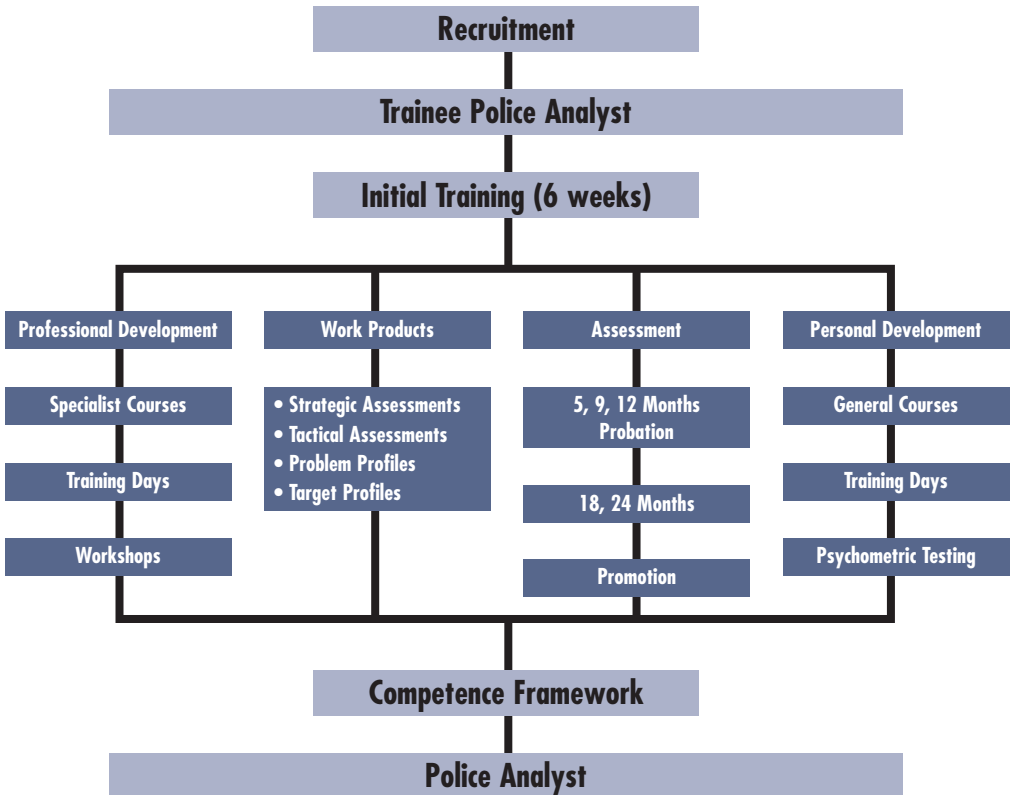 Recruitment
Trainee Police Analyst
Initial Training (6 weeks)
Professional Development
Specialist Courses
Training Days
Workshops
Work Products
• Strategic Assessments
• Tactical Assessments
• Problem Profiles
• Target Profiles
Assessment
5, 9, 12 Months
Probation
18, 24 Months
Promotion
Personal Development
General Courses
Training Days
Psychometric Testing
Competence Framework
Police Analyst